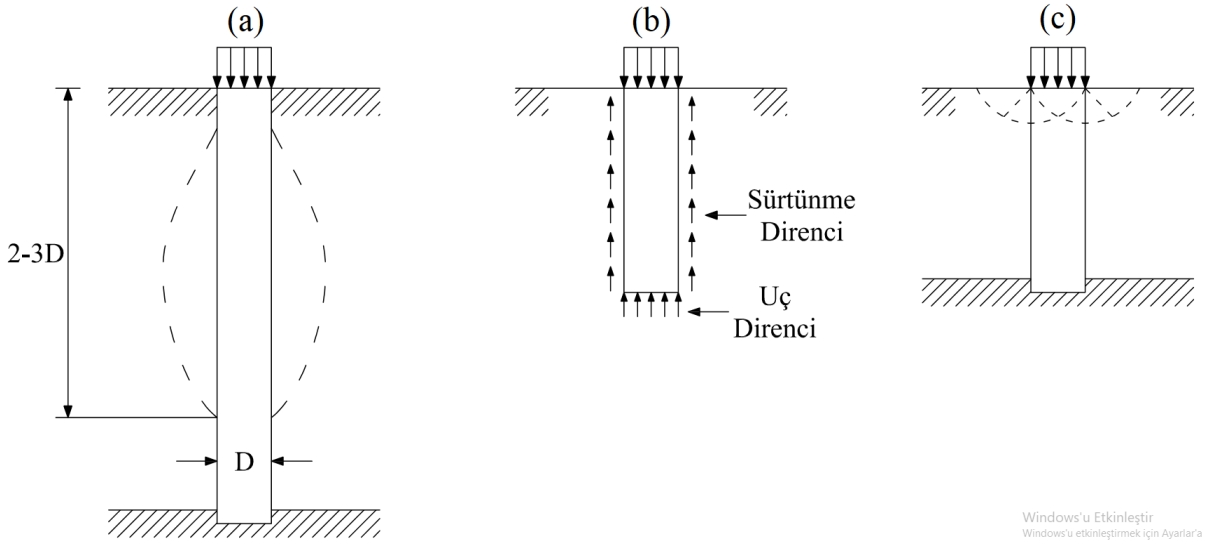 (a)
(b)
(c)
2-3D
D
Sürtünme
Direnci
Uç
Direnci
Windows'u Etkinleştir
Windows'u etkinleştirmek için Ayarlar'a